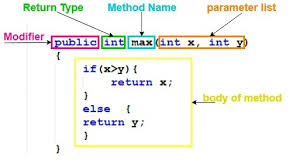 Return Type Method Name parameter list
Modifier
public int max(int x, int y)
{
if(x>y){
return x;
}
body of method
else {
return y;
}
}